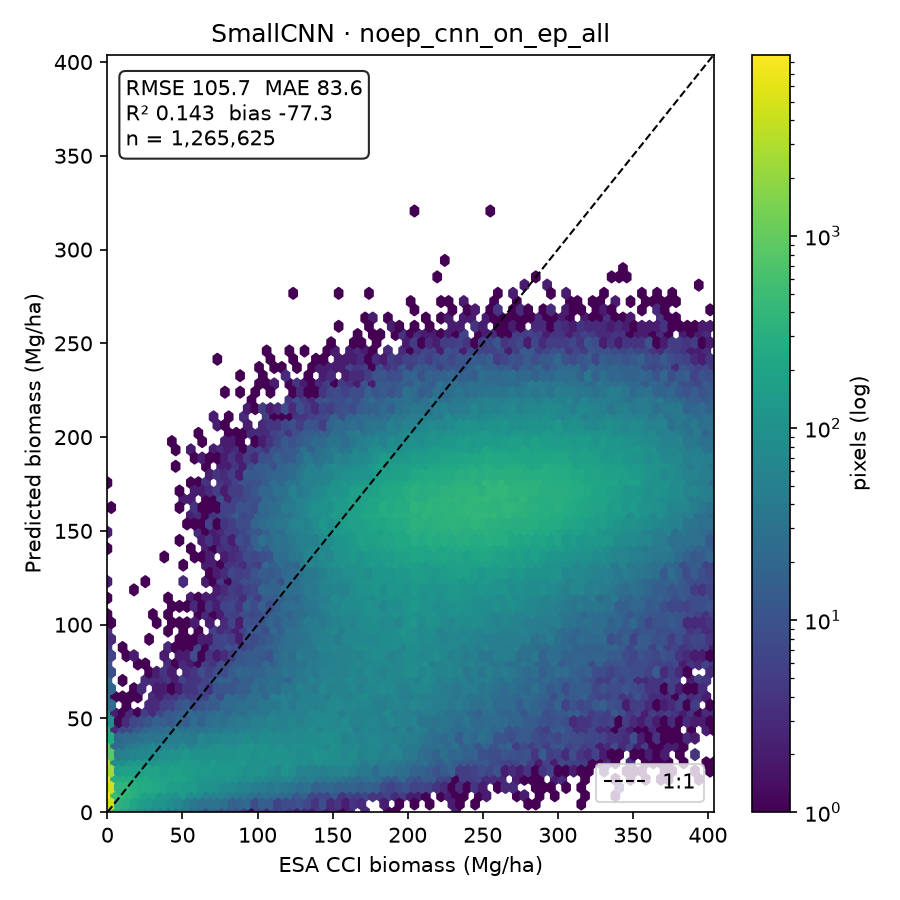 SmallCNN · noep_cnn_on_ep_all
RMSE 105.7  MAE 83.6
R² 0.143  bias -77.3
n = 1,265,625
400
350
300
250
200
150
100
50
0
Predicted biomass (Mg/ha)
0 50 100 150 200 250 300 350 400
ESA CCI biomass (Mg/ha)
1:1
10³
10²
10¹
10⁰
pixels (log)